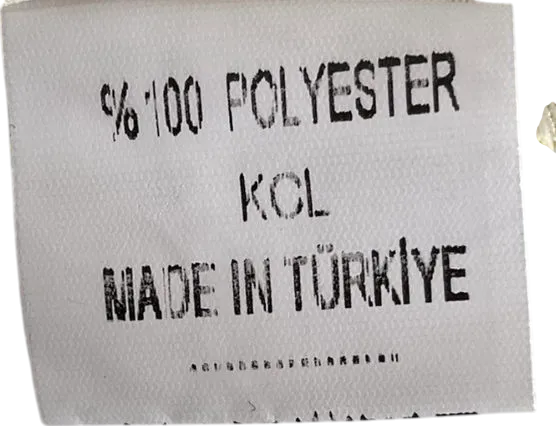 %100 POLYESTER
KCL
MADE IN TÜRKİYE